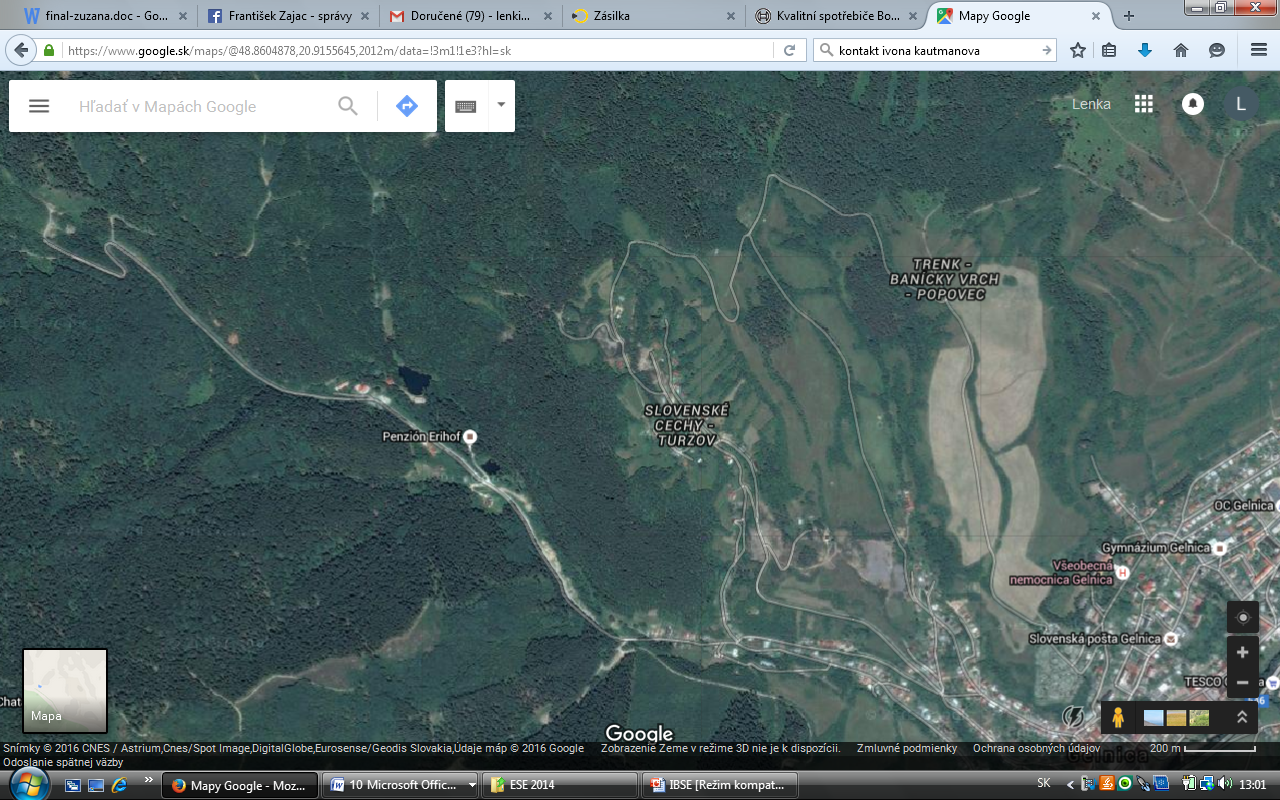 final-zuzana.doc - Go...
František Zajac - správy
Doručené (79) - lenkin...
Zásilka
Kvalitní spotřebiče Bo...
Mapy Google
https://www.google.sk/maps/@48.8604878,20.9155645,2012m/data=!3m1!1e3?hl=sk
kontakt ivona kautmanova
Hľadať v Mapách Google
Lenka
L
TRENK -
BANÍCKY VRCH
- POPOVEC
SLOVENSKÉ
CECHY -
TURZOV
Penzión Erihof
OC Gelnica
Gymnázium Gelnica
Všeobecná
nemocnica Gelnica
H
Slovenská pošta Gelnica
TESCO
Chat
Mapa
Google
Gelnica
Snímky © 2016 CNES / Astrium,Cnes/Spot Image,DigitalGlobe,Eurosense/Geodis Slovakia,Údaje máp © 2016 Google
Zobrazenie Zeme v režime 3D nie je k dispozícii.
Zmluvné podmienky
Ochrana osobných údajov
200 m
Odoslanie spätnej väzby
Mapy Google - Moz...
10 Microsoft Offic...
ESE 2014
IBSE [Režim kompat...
SK
13:01